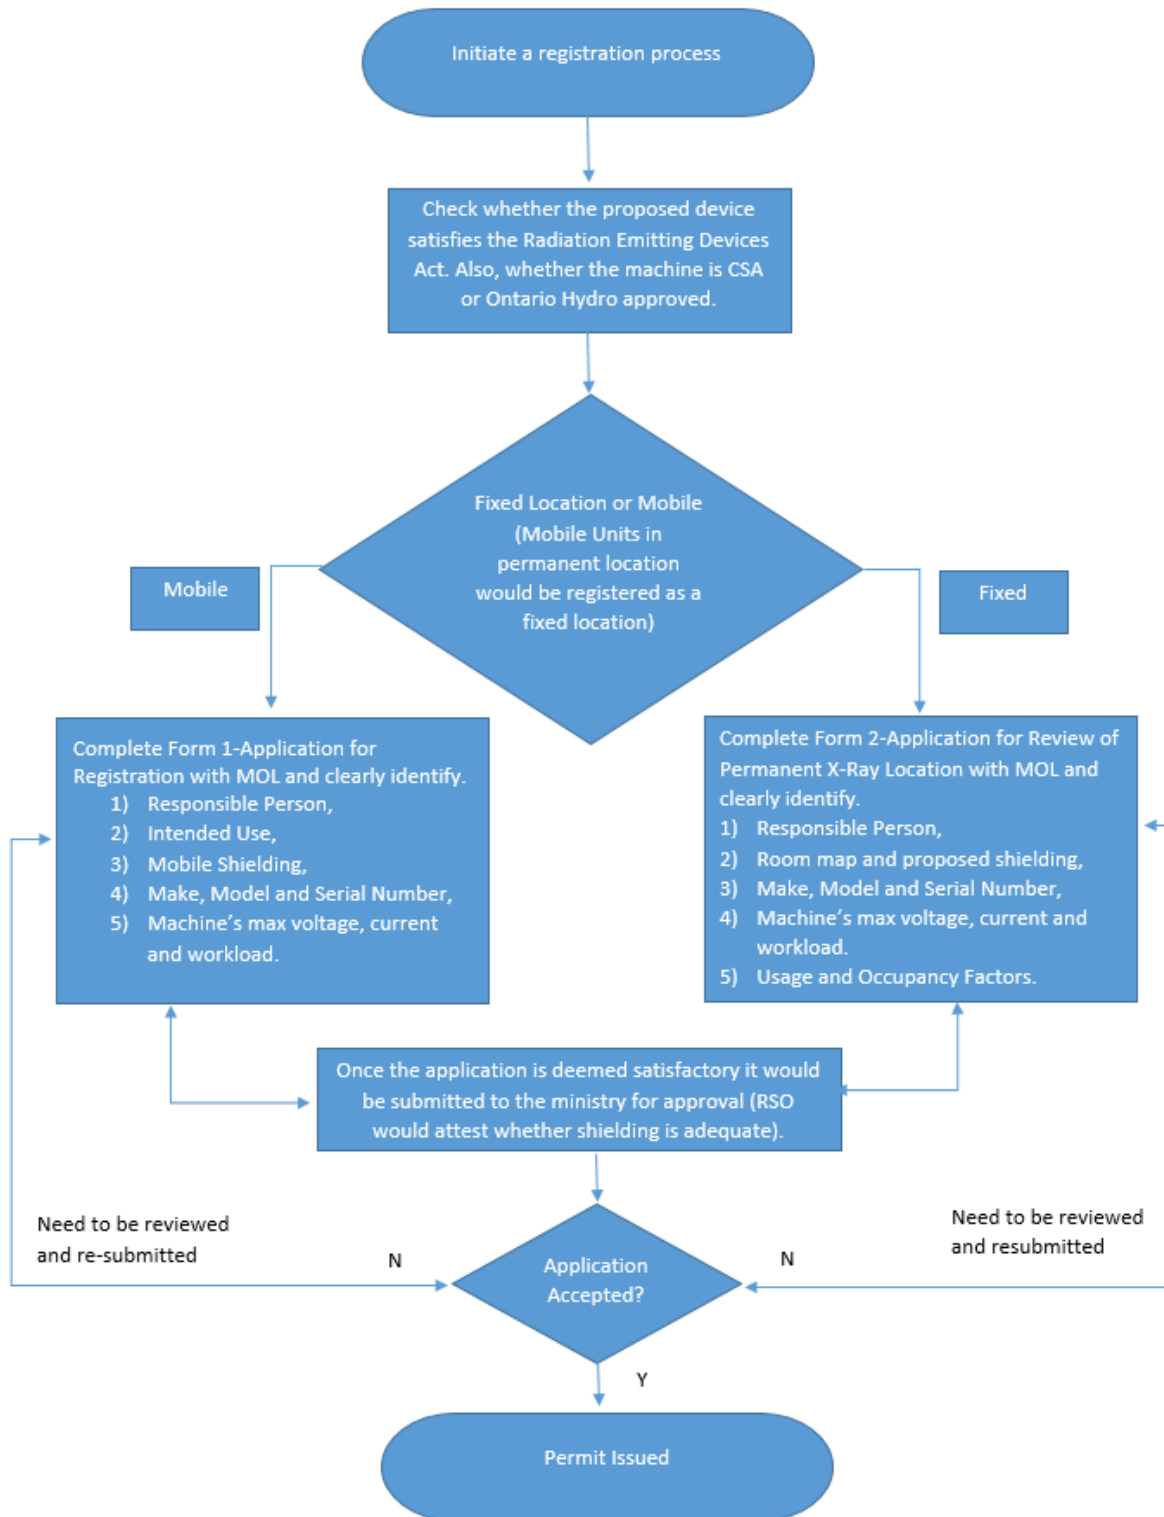 Initiate a registration process
Check whether the proposed device
satisfies the Radiation Emitting Devices
Act. Also, whether the machine is CSA
or Ontario Hydro approved.
Fixed Location or Mobile
(Mobile Units in
permanent location
would be registered as a
fixed location)
Mobile
Fixed
Complete Form 1-Application for
Registration with MOL and clearly identify.
1) Responsible Person,
2) Intended Use,
3) Mobile Shielding,
4) Make, Model and Serial Number,
5) Machine's max voltage, current
and workload.
Complete Form 2-Application for Review of
Permanent X-Ray Location with MOL and
clearly identify.
1) Responsible Person,
2) Room map and proposed shielding,
3) Make, Model and Serial Number,
4) Machine's max voltage, current and
workload.
5) Usage and Occupancy Factors.
Once the application is deemed satisfactory it would
be submitted to the ministry for approval (RSO
would attest whether shielding is adequate).
Need to be reviewed
and re-submitted
N
Application
Accepted?
N
Need to be reviewed
and resubmitted
Y
Permit Issued